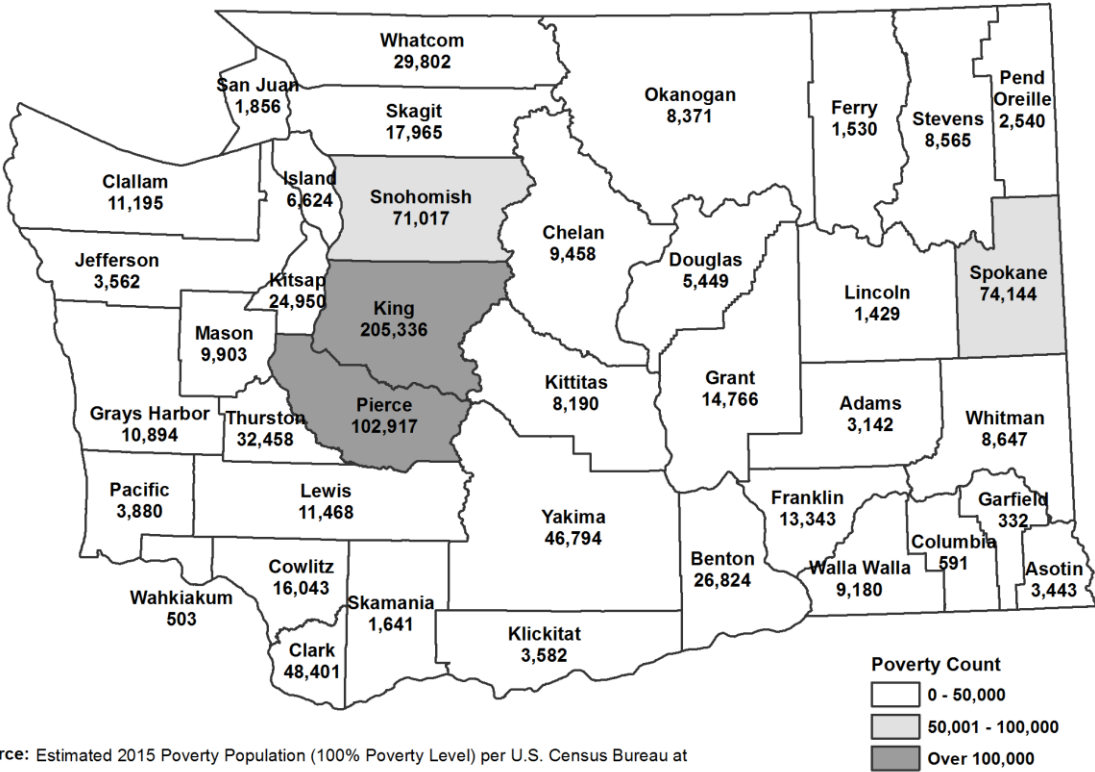 Whatcom
29,802
San Juan
1,856
Skagit
17,965
Okanogan
8,371
Ferry
1,530
Stevens
8,565
Pend
Oreille
2,540
Clallam
11,195
Island
6,624
Snohomish
71,017
Chelan
9,458
Douglas
5,449
Jefferson
3,562
Kitsap
24,950
King
205,336
Lincoln
1,429
Spokane
74,144
Mason
9,903
Kittitas
8,190
Grant
14,766
Grays Harbor
10,894
Thurston
32,458
Pierce
102,917
Adams
3,142
Whitman
8,647
Pacific
3,880
Lewis
11,468
Yakima
46,794
Benton
26,824
Franklin
13,343
Walla Walla
9,180
Columbia
591
Garfield
332
Asotin
3,443
Wahkiakum
503
Cowlitz
16,043
Skamania
1,641
Clark
48,401
Klickitat
3,582
Poverty Count
0 - 50,000
50,001 - 100,000
Over 100,000
rce: Estimated 2015 Poverty Population (100% Poverty Level) per U.S. Census Bureau at